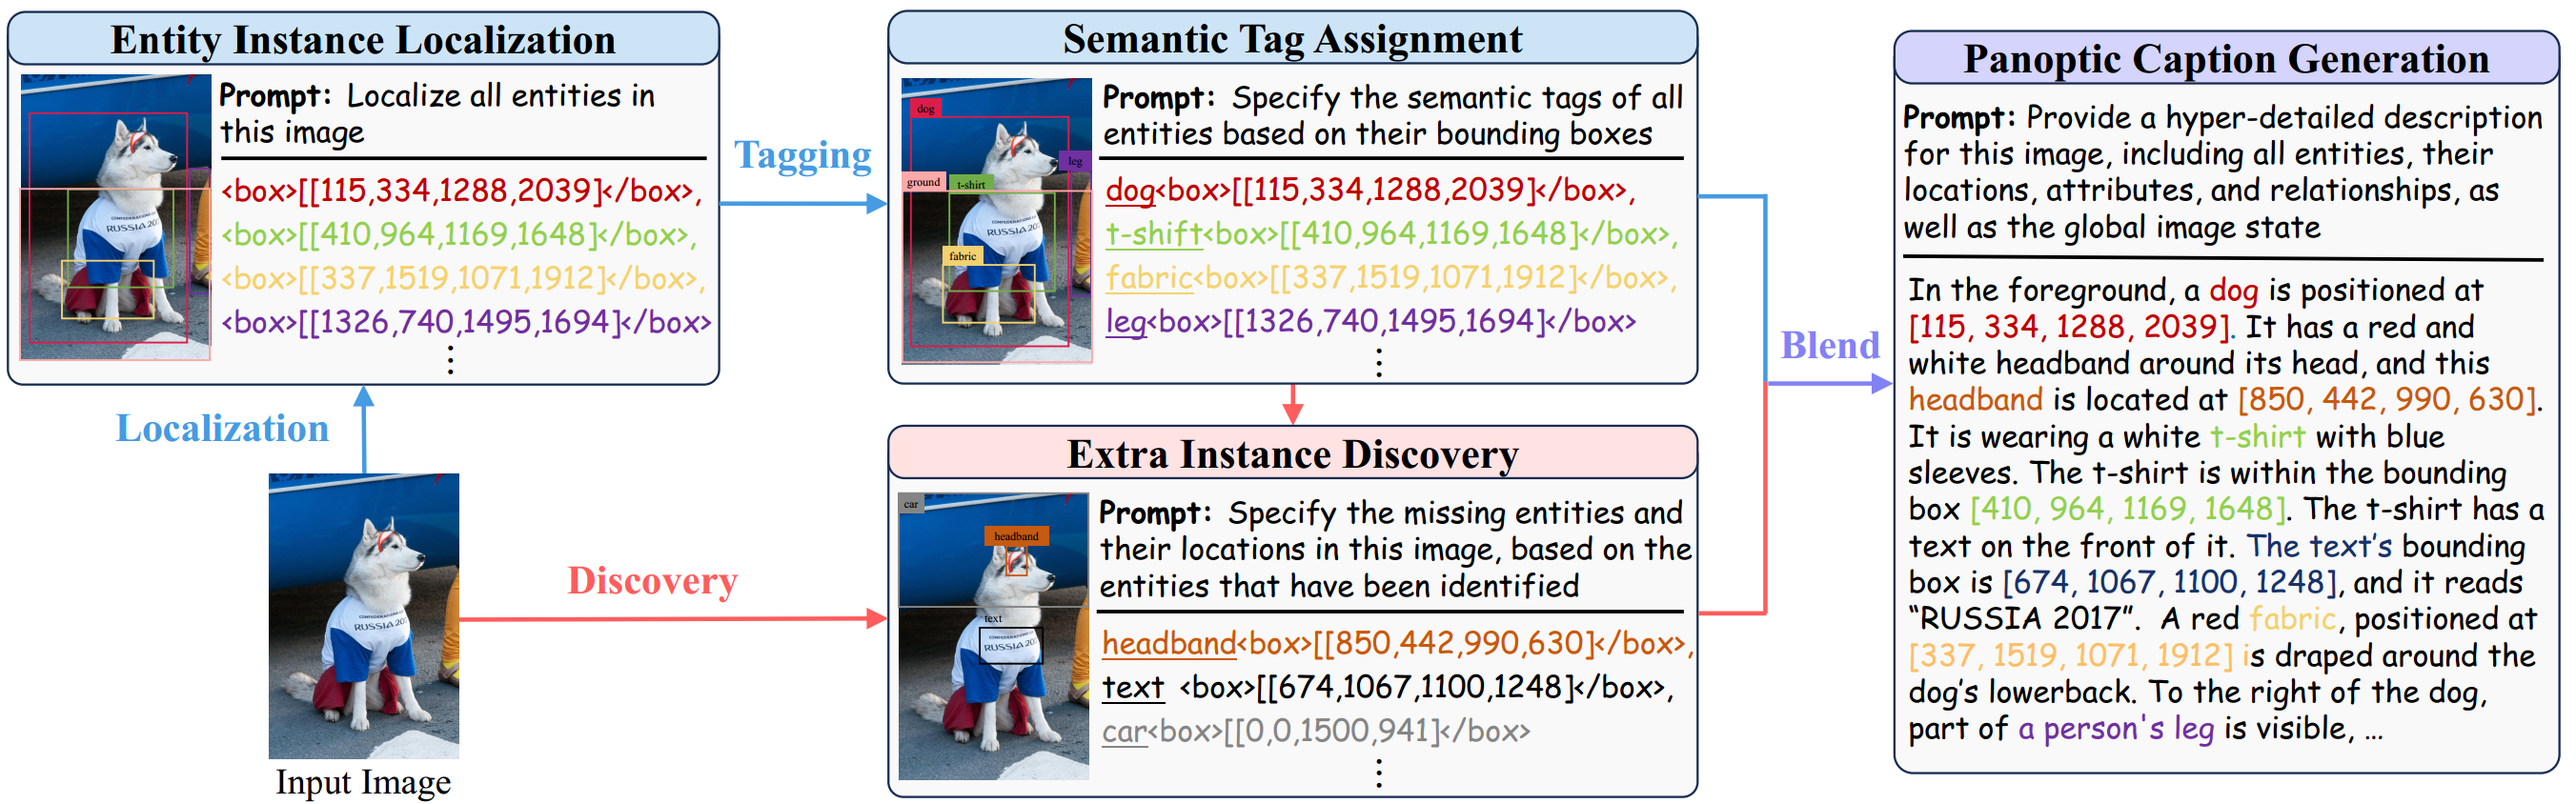 Entity Instance Localization
Prompt: Localize all entities in
this image
<box>[[115,334,1288,2039]</box>,
<box>[[410,964,1169,1648]</box>,
<box>[[337,1519,1071,1912]</box>,
<box>[[1326,740,1495,1694]</box>
⋮
RUSSIA 201
Localization
Input Image
Tagging
Discovery
Semantic Tag Assignment
dog
leg
ground
t-shirt
fabric
RUSSIA 201
Prompt: Specify the semantic tags of all
entities based on their bounding boxes
dog<box>[[115,334,1288,2039]</box>,
t-shift<box>[[410,964,1169,1648]</box>,
fabric<box>[[337,1519,1071,1912]</box>,
leg<box>[[1326,740,1495,1694]</box>
⋮
Extra Instance Discovery
car
headband
text
RUSSIA 201
Prompt: Specify the missing entities and
their locations in this image, based on the
entities that have been identified
headband<box>[[850,442,990,630]</box>,
text <box>[[674,1067,1100,1248]</box>,
car<box>[[0,0,1500,941]</box>
⋮
Blend
Panoptic Caption Generation
Prompt: Provide a hyper-detailed description
for this image, including all entities, their
locations, attributes, and relationships, as
well as the global image state
In the foreground, a dog is positioned at
[115, 334, 1288, 2039]. It has a red and
white headband around its head, and this
headband is located at [850, 442, 990, 630].
It is wearing a white t-shirt with blue
sleeves. The t-shirt is within the bounding
box [410, 964, 1169, 1648]. The t-shirt has a
text on the front of it. The text's bounding
box is [674, 1067, 1100, 1248], and it reads
“RUSSIA 2017”. A red fabric, positioned at
[337, 1519, 1071, 1912] is draped around the
dog’s lowerback. To the right of the dog,
part of a person's leg is visible, …